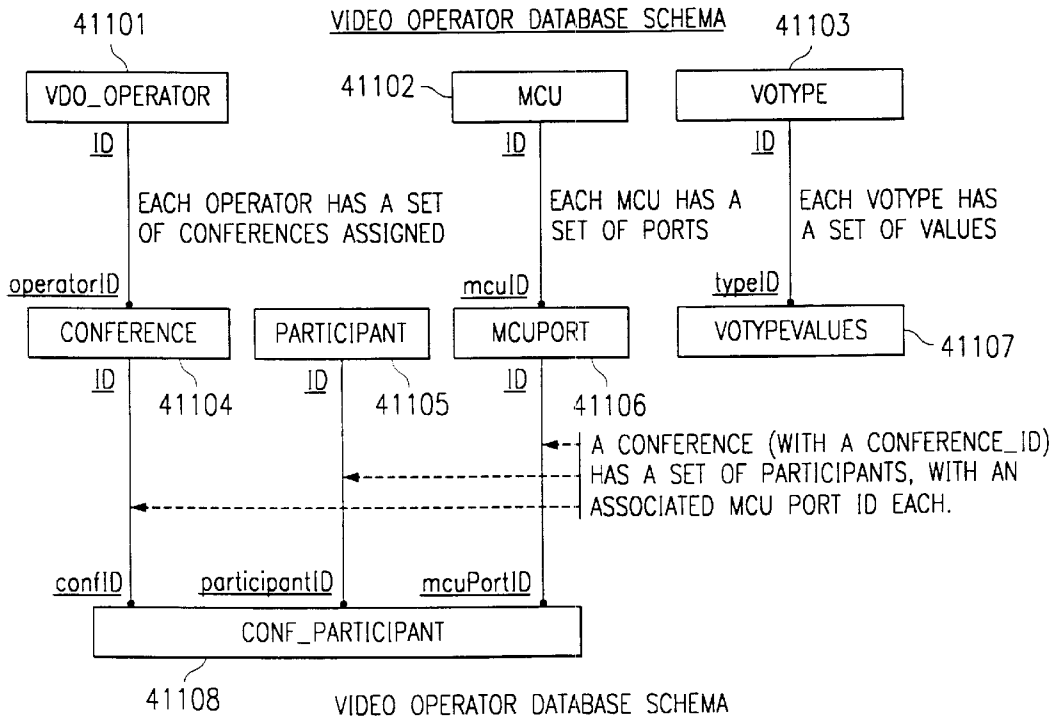 VIDEO OPERATOR DATABASE SCHEMA
41101
41102
41103
VDO_OPERATOR
MCU
VOTYPE
ID
ID
ID
EACH OPERATOR HAS A SET
OF CONFERENCES ASSIGNED
EACH MCU HAS A
SET OF PORTS
EACH VOTYPE HAS
A SET OF VALUES
operatorID
mcuID
typeID
CONFERENCE
PARTICIPANT
MCUPORT
VOTYPEVALUES
41107
ID
ID
ID
41104
41105
41106
A CONFERENCE (WITH A CONFERENCE_ID)
HAS A SET OF PARTICIPANTS, WITH AN
ASSOCIATED MCU PORT ID EACH.
confID
participantID
mcuPortID
CONF_PARTICIPANT
41108
VIDEO OPERATOR DATABASE SCHEMA